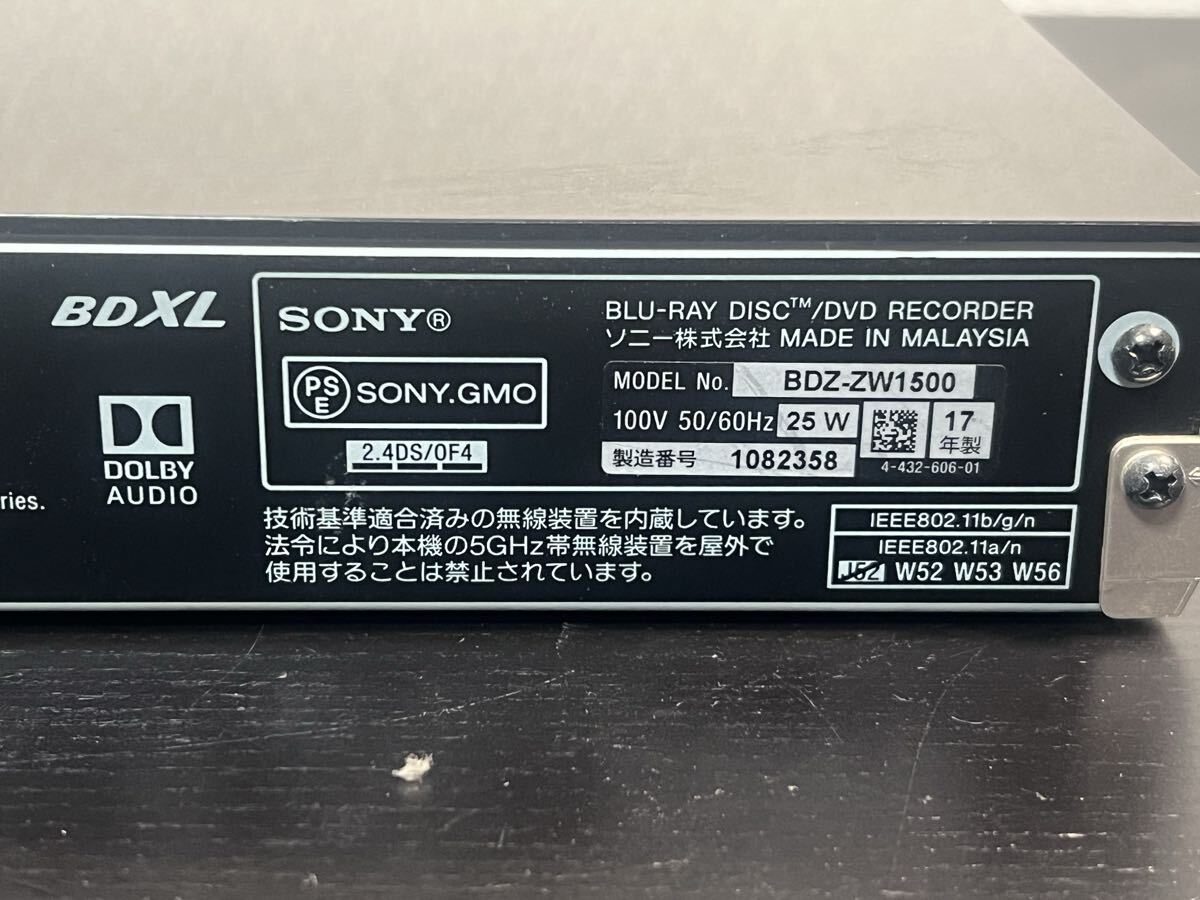 BDXL
DOLBY
AUDIO
ries.
SONY®
PSE SONY.GMO
2.4DS/OF4
BLU-RAY DISC™/DVD RECORDER
ソニー株式会社 MADE IN MALAYSIA
MODEL No. BDZ-ZW1500
100V 50/60Hz 25 W
17
年製
製造番号 1082358
4-432-606-01
技術基準適合済みの無線装置を内蔵しています。
法令により本機の5GHz帯無線装置を屋外で
使用することは禁止されています。
IEEE802.11b/g/n
IEEE802.11a/n
J52 W52 W53 W56